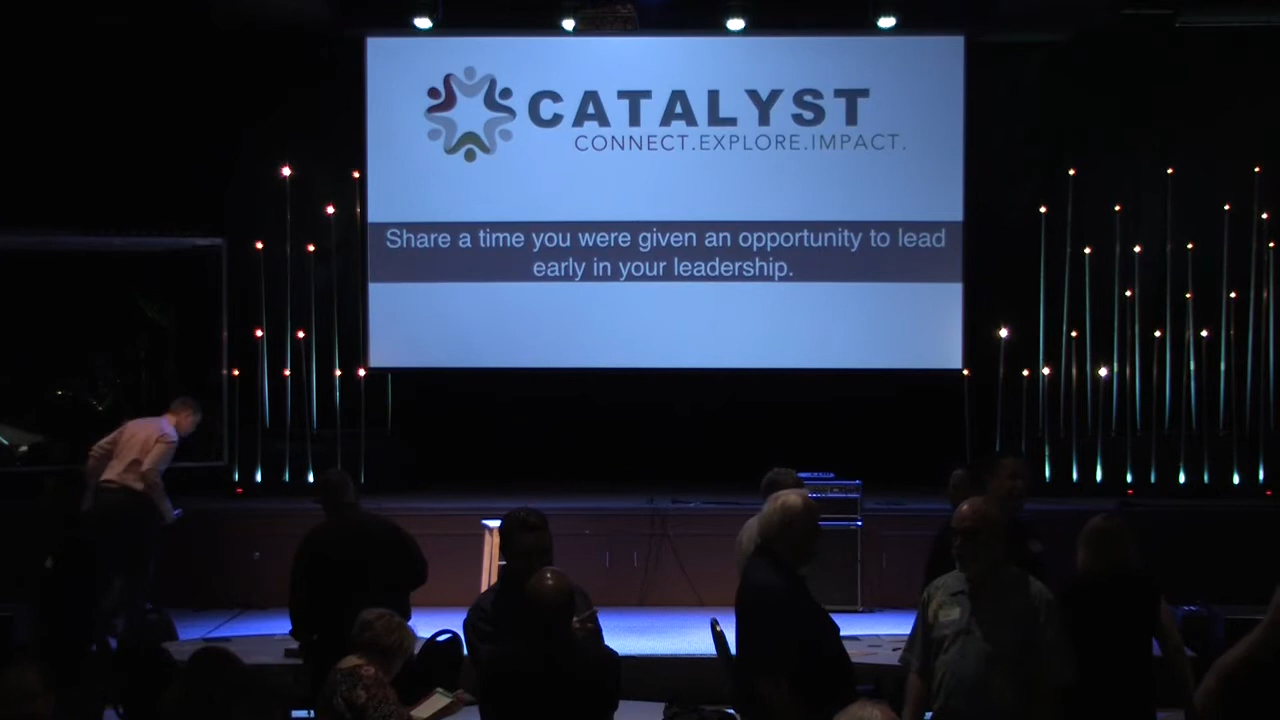 CATALYST
CONNECT.EXPLORE.IMPACT.
Share a time you were given an opportunity to lead
early in your leadership.